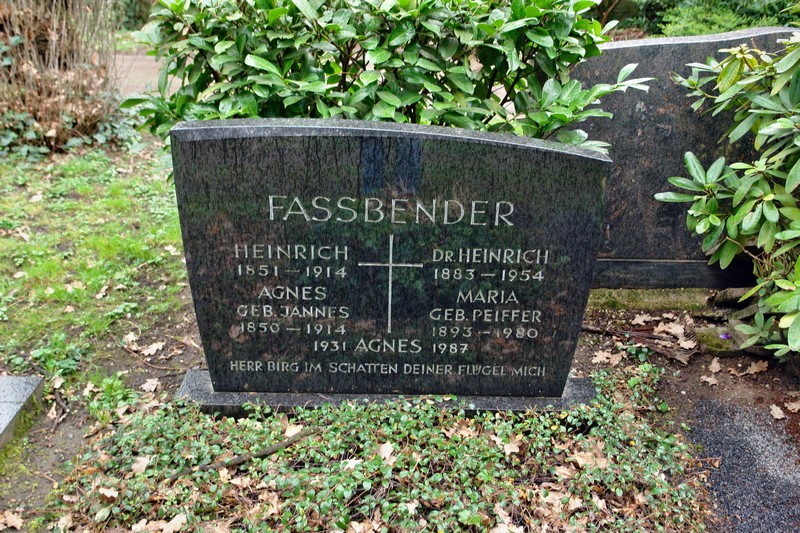 FASSBENDER
HEINRICH
1851 – 1914
AGNES
GEB. JANNES
1850 – 1914
DR. HEINRICH
1883 – 1954
MARIA
GEB. PEIFFER
1893 – 1980
1931 AGNES 1987
HERR BIRG IM SCHATTEN DEINER FLÜGEL MICH